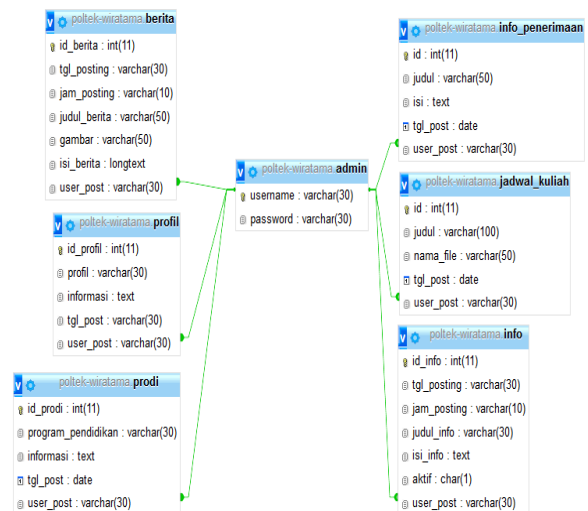 poltek-wiratama berita
id_berita : int(11)
tgl_posting : varchar(30)
jam_posting : varchar(10)
judul_berita : varchar(50)
gambar : varchar(50)
isi_berita : longtext
user_post : varchar(30)
poltek-wiratama profil
id_profil : int(11)
profil : varchar(30)
informasi : text
tgl_post : varchar(30)
user_post : varchar(30)
poltek-wiratama prodi
id_prodi : int(11)
program_pendidikan : varchar(30)
informasi : text
tgl_post : date
user_post : varchar(30)
poltek-wiratama admin
username : varchar(30)
password : varchar(30)
poltek-wiratama info_penerimaan
id : int(11)
judul : varchar(50)
isi : text
tgl_post : date
user_post : varchar(30)
poltek-wiratama jadwal_kuliah
id : int(11)
judul : varchar(100)
nama_file : varchar(50)
tgl_post : date
user_post : varchar(30)
poltek-wiratama info
id_info : int(11)
tgl_posting : varchar(30)
jam_posting : varchar(10)
judul_info : varchar(30)
isi_info : text
aktif : char(1)
user_post : varchar(30)